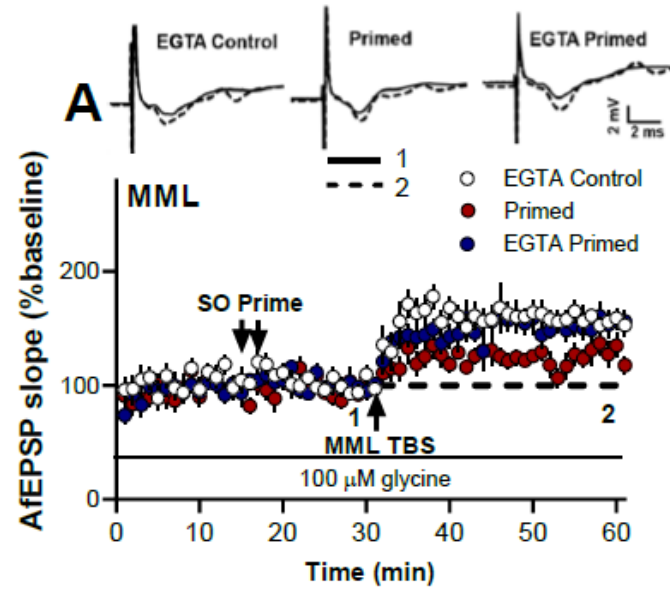 EGTA Control
Primed
EGTA Primed
A
2 mV
2 ms
1
2
MML
EGTA Control
Primed
EGTA Primed
SO Prime
1
2
MML TBS
100 μM glycine
AfEPSP slope (%baseline)
200
100
0
0
10
20
30
40
50
60
Time (min)